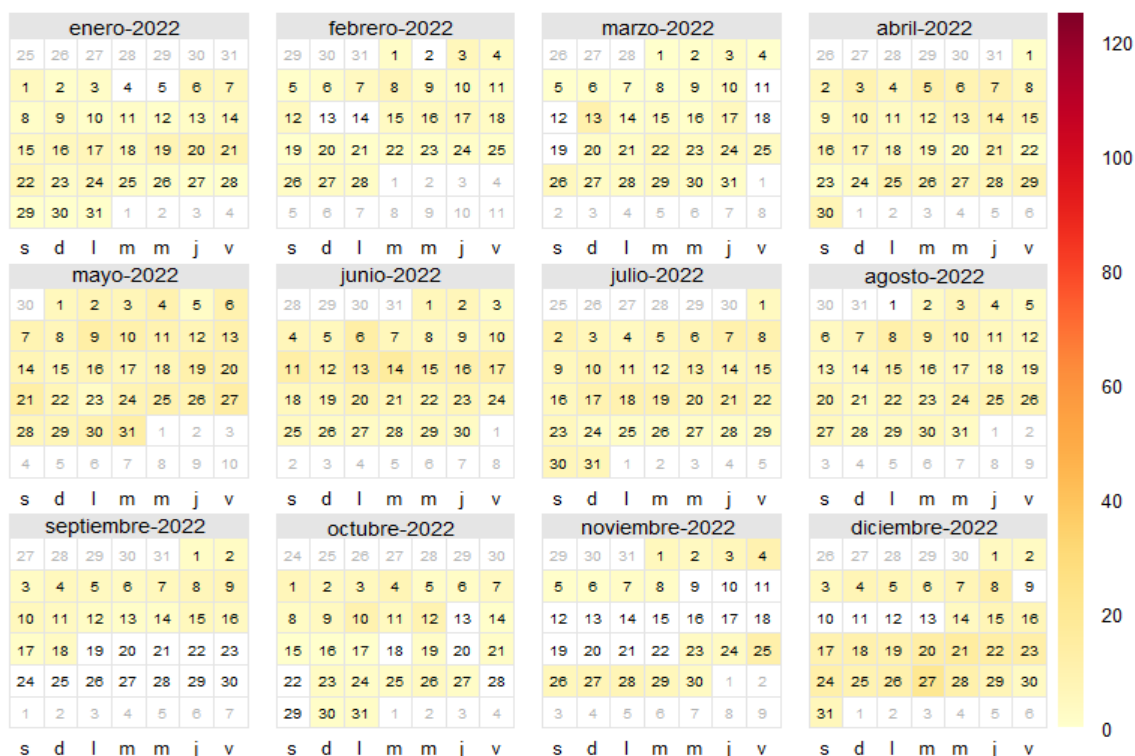 enero-2022 febrero-2022 marzo-2022 abril-2022
25 26 27 28 29 30 31 29 30 31 1 2 3 4 26 27 28 1 2 3 4 26 27 28 29 30 31 1
1 2 3 4 5 6 7 5 6 7 8 9 10 11 5 6 7 8 9 10 11 2 3 4 5 6 7 8
8 9 10 11 12 13 14 12 13 14 15 16 17 18 12 13 14 15 16 17 18 9 10 11 12 13 14 15
15 16 17 18 19 20 21 19 20 21 22 23 24 25 19 20 21 22 23 24 25 16 17 18 19 20 21 22
22 23 24 25 26 27 28 26 27 28 1 2 3 4 26 27 28 29 30 31 1 23 24 25 26 27 28 29
29 30 31 1 2 3 4 5 6 7 8 9 10 11 2 3 4 5 6 7 8 30 1 2 3 4 5 6
s d l m m j v s d l m m j v s d l m m j v s d l m m j v
mayo-2022 junio-2022 julio-2022 agosto-2022
30 1 2 3 4 5 6 28 29 30 31 1 2 3 25 26 27 28 29 30 1 30 31 1 2 3 4 5
7 8 9 10 11 12 13 4 5 6 7 8 9 10 2 3 4 5 6 7 8 6 7 8 9 10 11 12
14 15 16 17 18 19 20 11 12 13 14 15 16 17 9 10 11 12 13 14 15 13 14 15 16 17 18 19
21 22 23 24 25 26 27 18 19 20 21 22 23 24 16 17 18 19 20 21 22 20 21 22 23 24 25 26
28 29 30 31 1 2 3 25 26 27 28 29 30 1 23 24 25 26 27 28 29 27 28 29 30 31 1 2
4 5 6 7 8 9 10 2 3 4 5 6 7 8 30 31 1 2 3 4 5 3 4 5 6 7 8 9
s d l m m j v s d l m m j v s d l m m j v s d l m m j v
septiembre-2022 octubre-2022 noviembre-2022 diciembre-2022
27 28 29 30 31 1 2 24 25 26 27 28 29 30 29 30 31 1 2 3 4 26 27 28 29 30 1 2
3 4 5 6 7 8 9 1 2 3 4 5 6 7 5 6 7 8 9 10 11 3 4 5 6 7 8 9
10 11 12 13 14 15 16 8 9 10 11 12 13 14 12 13 14 15 16 17 18 10 11 12 13 14 15 16
17 18 19 20 21 22 23 15 16 17 18 19 20 21 19 20 21 22 23 24 25 17 18 19 20 21 22 23
24 25 26 27 28 29 30 22 23 24 25 26 27 28 26 27 28 29 30 1 2 24 25 26 27 28 29 30
1 2 3 4 5 6 7 29 30 31 1 2 3 4 3 4 5 6 7 8 9 31 1 2 3 4 5 6
s d l m m j v s d l m m j v s d l m m j v s d l m m j v
120
100
80
60
40
20
0